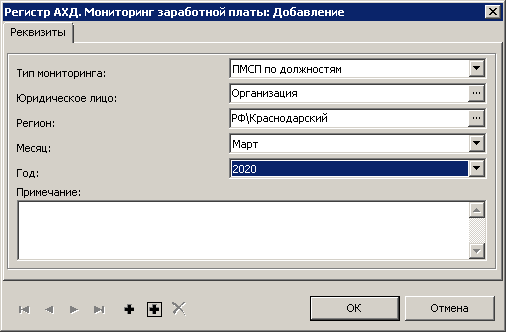 Регистр АХД. Мониторинг заработной платы: Добавление
Реквизиты
Тип мониторинга: ПМСП по должностям
Юридическое лицо: Организация ...
Регион: РФ\Краснодарский ...
Месяц: Март
Год: 2020
Примечание:
OK Отмена